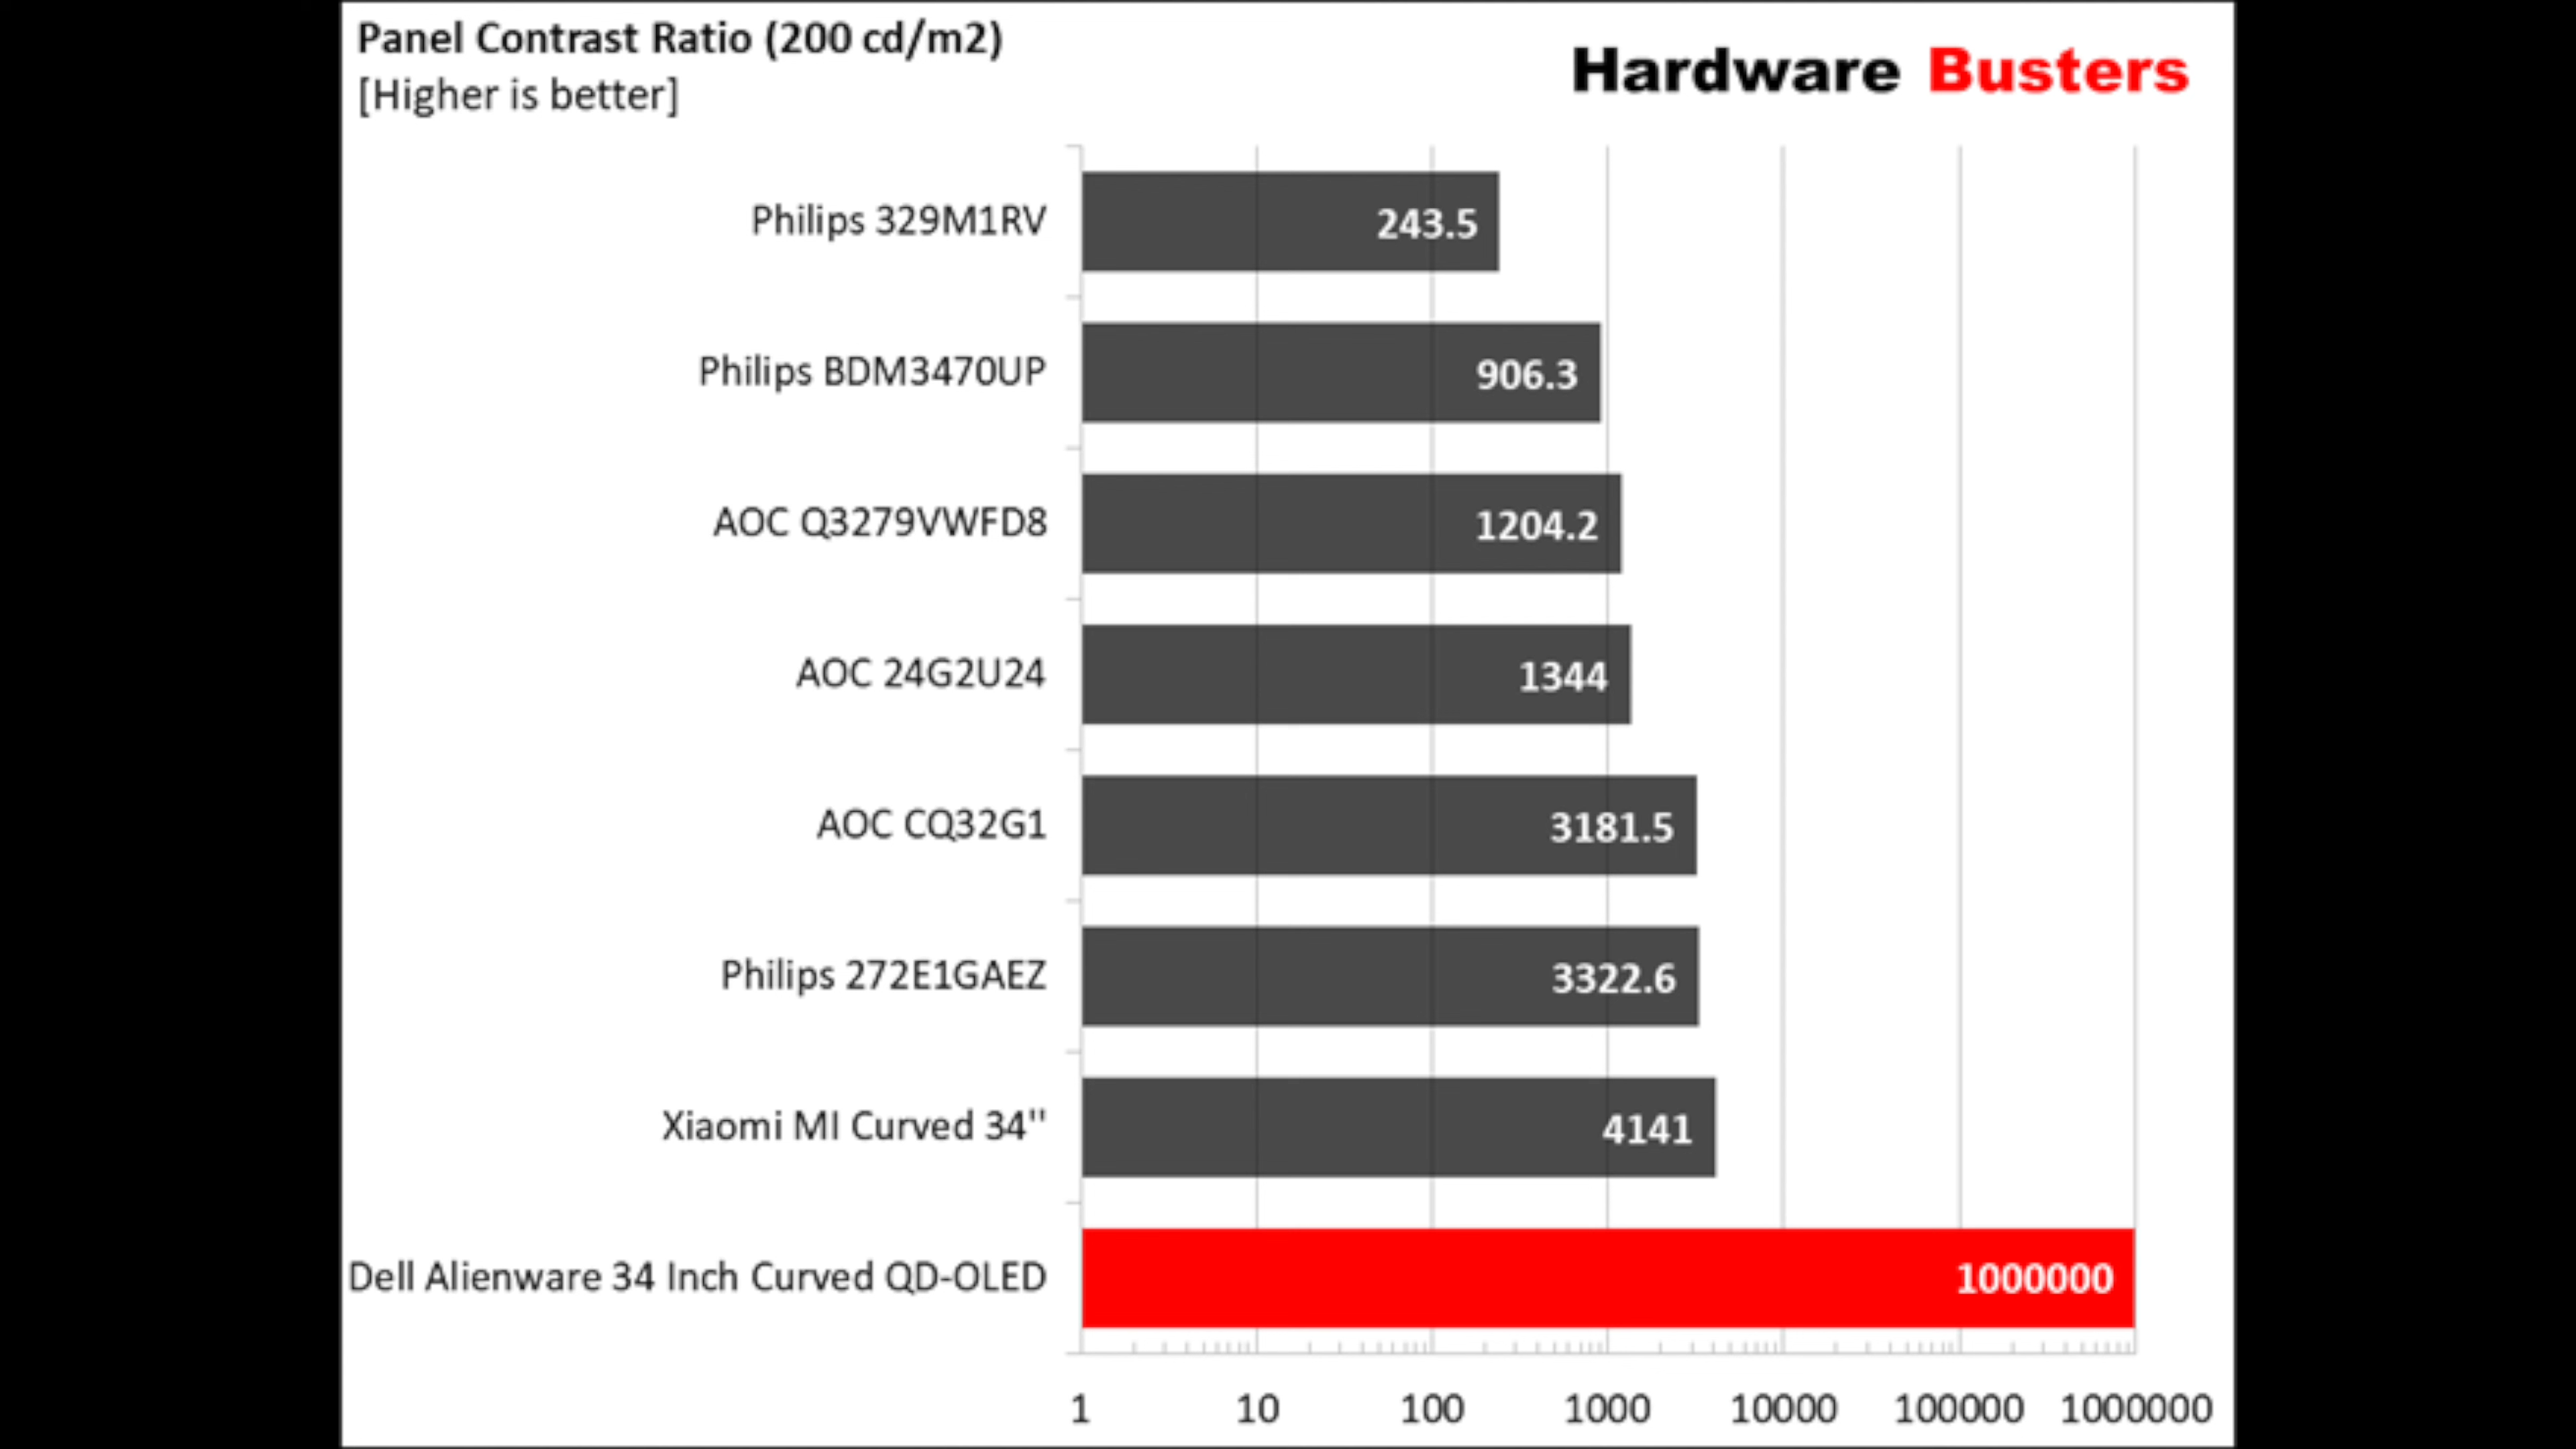 Panel Contrast Ratio (200 cd/m2)
[Higher is better]
Hardware Busters
Philips 329M1RV 243.5
Philips BDM3470UP 906.3
AOC Q3279VWFD8 1204.2
AOC 24G2U24 1344
AOC CQ32G1 3181.5
Philips 272E1GAEZ 3322.6
Xiaomi MI Curved 34" 4141
Dell Alienware 34 Inch Curved QD-OLED 1000000
1 10 100 1000 10000 100000 1000000